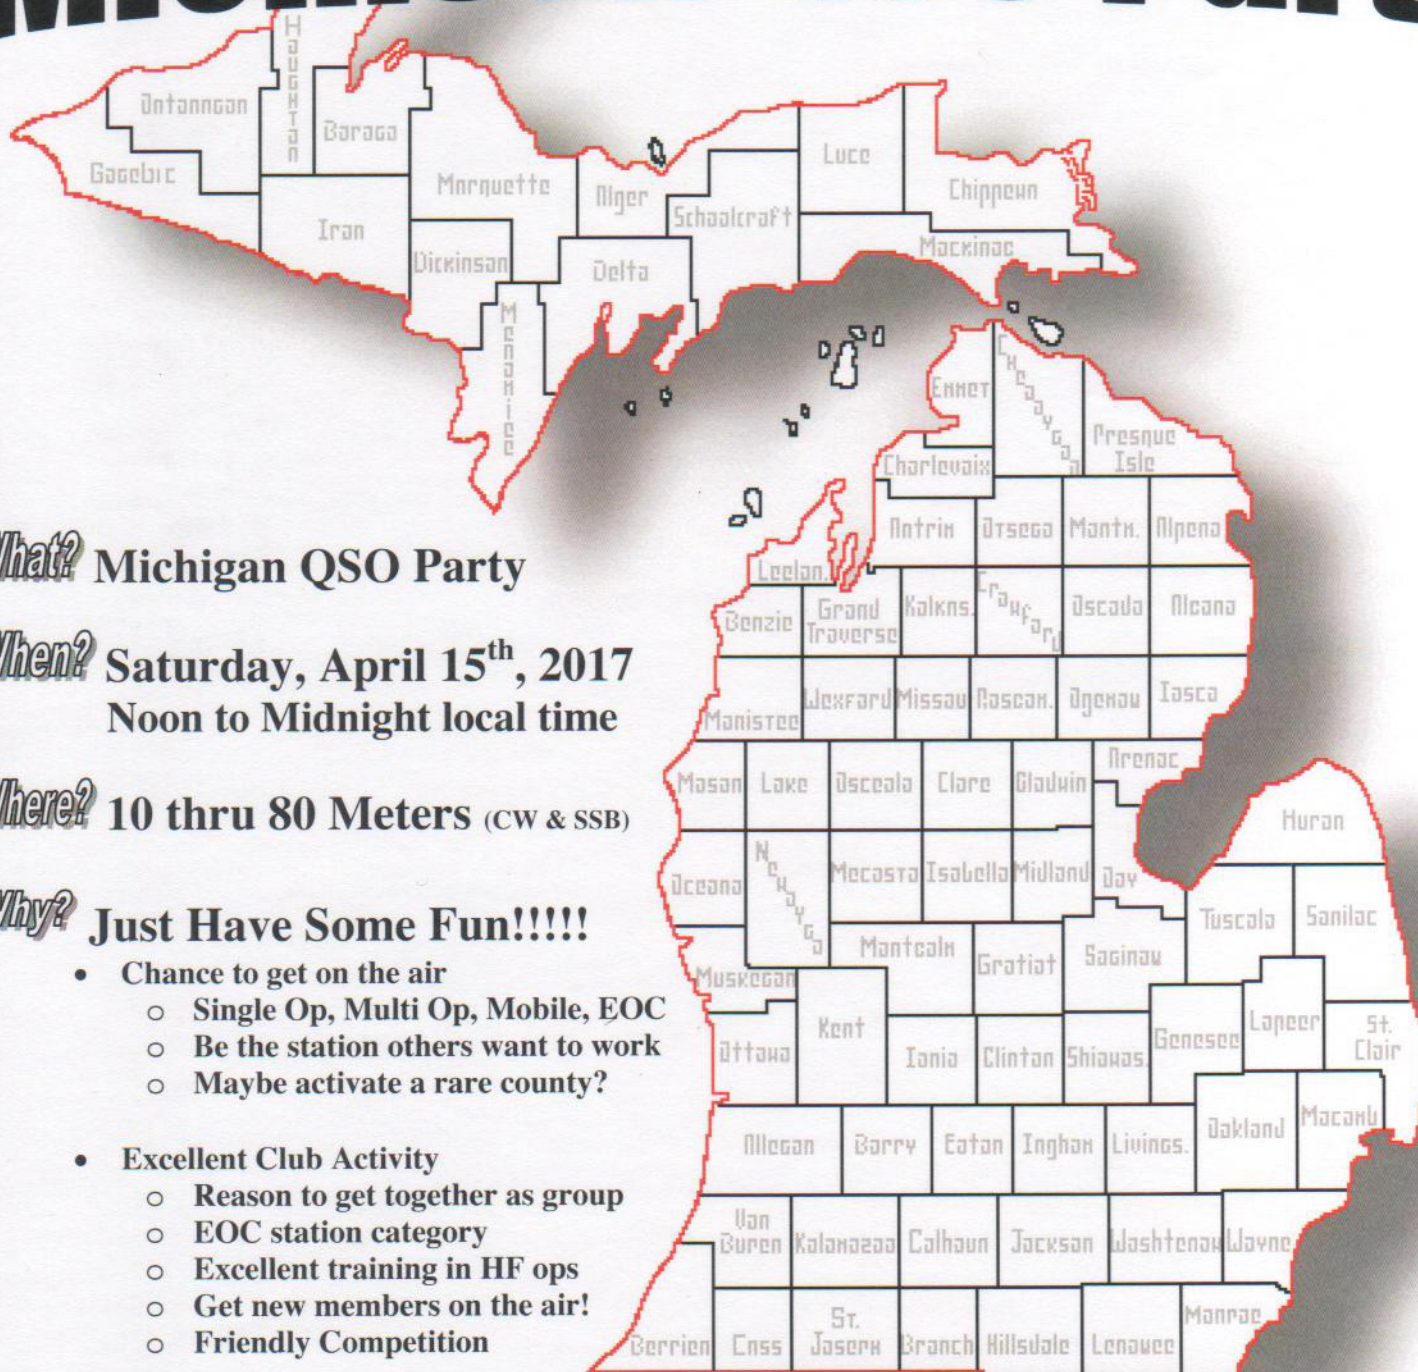 Houghton
Ontonagon
Baraga
Gogebic
Marquette
Alger
Luce
Chippewa
Iron
Schoolcraft
Dickinson
Delta
Mackinac
Menominee
Emmet
Cheboygan
Presque
Isle
Charlevoix
Antrim
Otsego
Montm.
Alpena
What? Michigan QSO Party
Leelan.
Benzie
Grand
Traverse
Kalkas.
Crawford
Oscoda
Alcona
When? Saturday, April 15th, 2017
Noon to Midnight local time
Manistee
Wexford
Missau
Roscom.
Ogemaw
Iosco
Mason
Lake
Osceola
Clare
Gladwin
Arenac
Where? 10 thru 80 Meters (CW & SSB)
Huron
Oceana
Newaygo
Mecosta
Isabella
Midland
Bay
Why? Just Have Some Fun!!!!!
Tuscola
Sanilac
Muskegon
Montcalm
Gratiot
Saginaw
• Chance to get on the air
o Single Op, Multi Op, Mobile, EOC
o Be the station others want to work
o Maybe activate a rare county?
Ottawa
Kent
Ionia
Clinton
Shiawas.
Genesee
Lapeer
St.
Clair
Allegan
Barry
Eaton
Ingham
Livings.
Oakland
Macomb
• Excellent Club Activity
o Reason to get together as group
o EOC station category
o Excellent training in HF ops
o Get new members on the air!
o Friendly Competition
Van
Buren
Kalamazoo
Calhoun
Jackson
Washtenaw
Wayne
Berrien
Cass
St.
Joseph
Branch
Hillsdale
Lenawee
Monroe